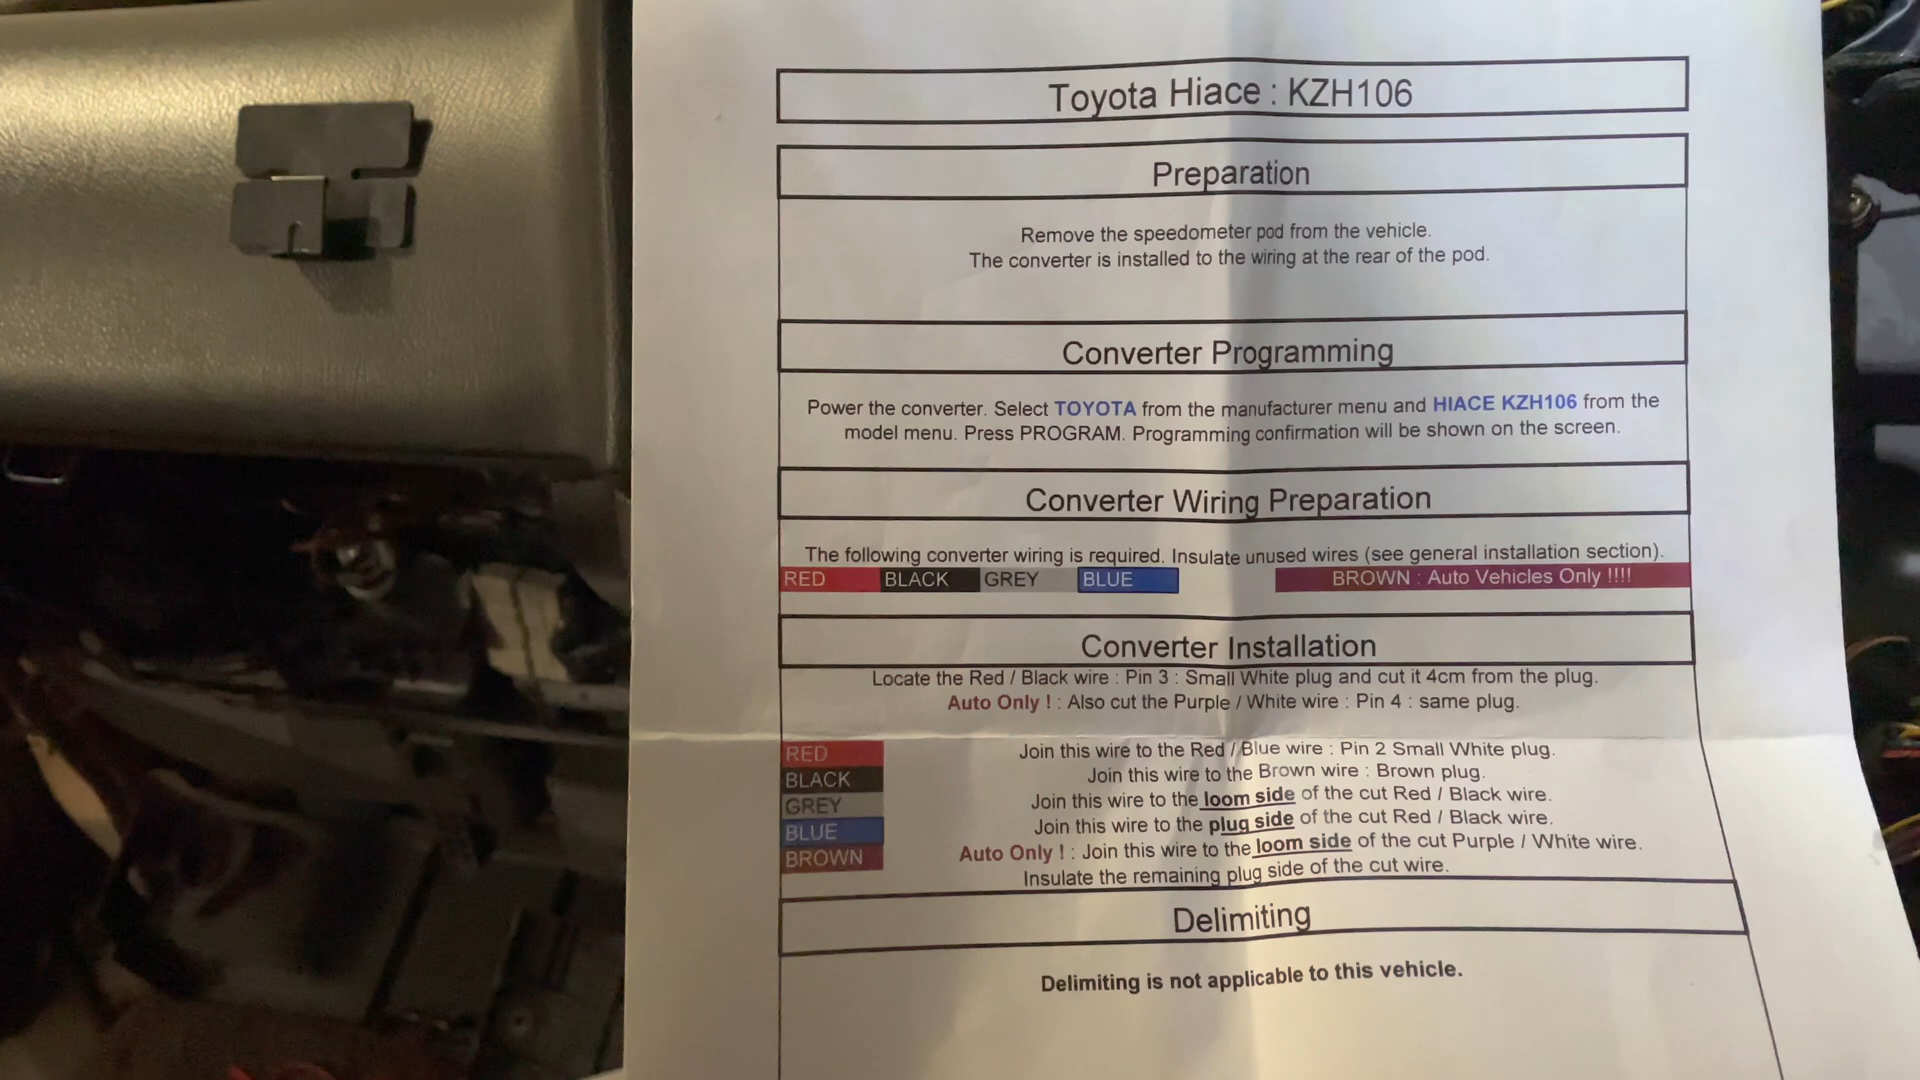 Toyota Hiace : KZH106
Preparation
Remove the speedometer pod from the vehicle.
The converter is installed to the wiring at the rear of the pod.
Converter Programming
Power the converter. Select TOYOTA from the manufacturer menu and HIACE KZH106 from the
model menu. Press PROGRAM. Programming confirmation will be shown on the screen.
Converter Wiring Preparation
The following converter wiring is required. Insulate unused wires (see general installation section).
RED BLACK GREY BLUE BROWN : Auto Vehicles Only !!!!
Converter Installation
Locate the Red / Black wire : Pin 3 : Small White plug and cut it 4cm from the plug.
Auto Only ! : Also cut the Purple / White wire : Pin 4 : same plug.
RED Join this wire to the Red / Blue wire : Pin 2 Small White plug.
BLACK Join this wire to the Brown wire : Brown plug.
GREY Join this wire to the loom side of the cut Red / Black wire.
BLUE Join this wire to the plug side of the cut Red / Black wire.
BROWN Auto Only ! : Join this wire to the loom side of the cut Purple / White wire.
Insulate the remaining plug side of the cut wire.
Delimiting
Delimiting is not applicable to this vehicle.